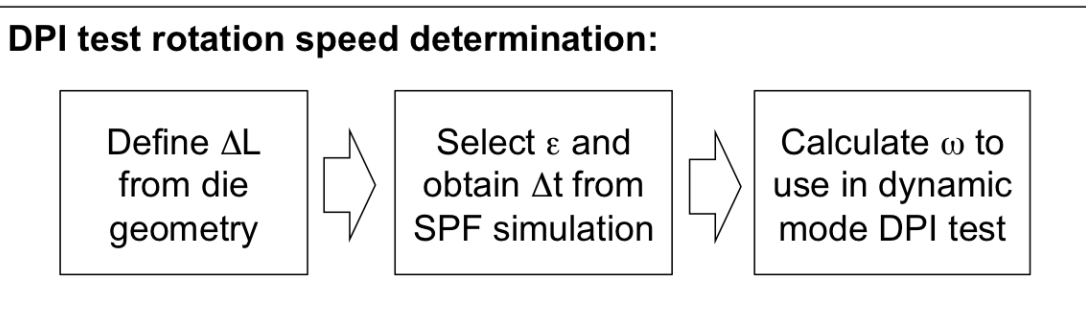 DPI test rotation speed determination:
Define ΔL
from die
geometry
Select ε and
obtain Δt from
SPF simulation
Calculate ω to
use in dynamic
mode DPI test